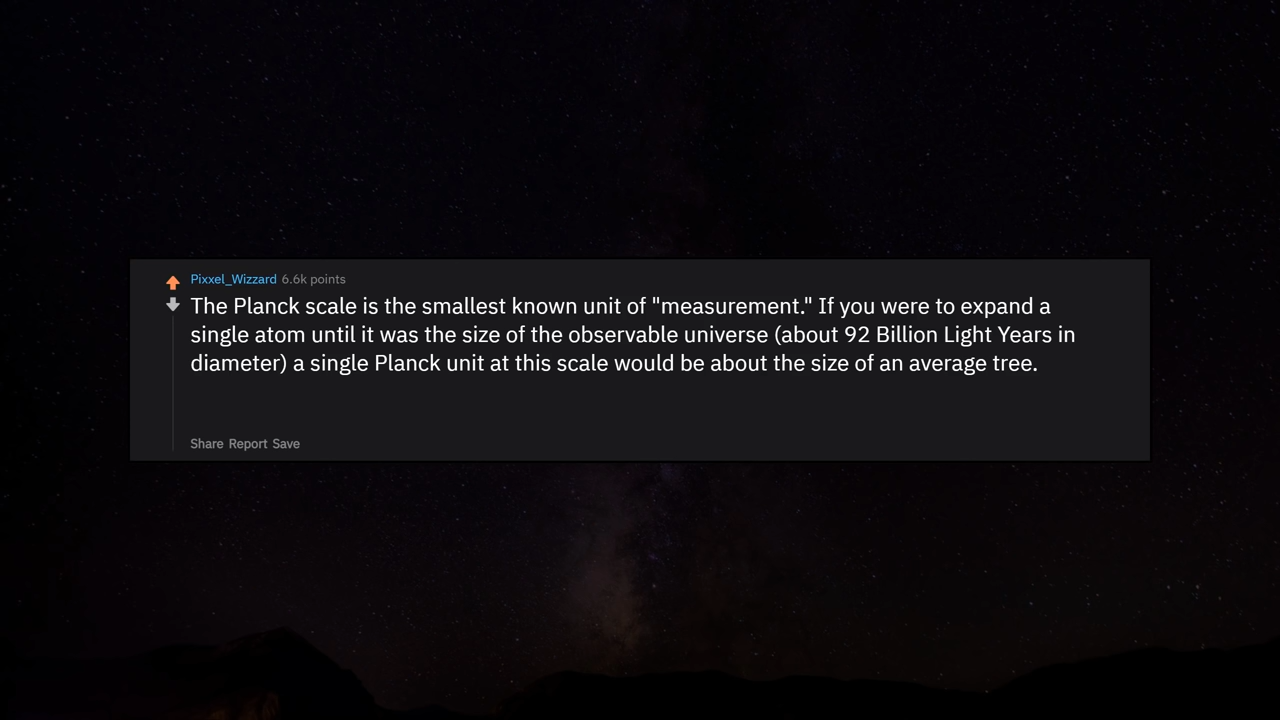 Pixxel_Wizzard 6.6k points
The Planck scale is the smallest known unit of "measurement." If you were to expand a
single atom until it was the size of the observable universe (about 92 Billion Light Years in
diameter) a single Planck unit at this scale would be about the size of an average tree.
Share Report Save